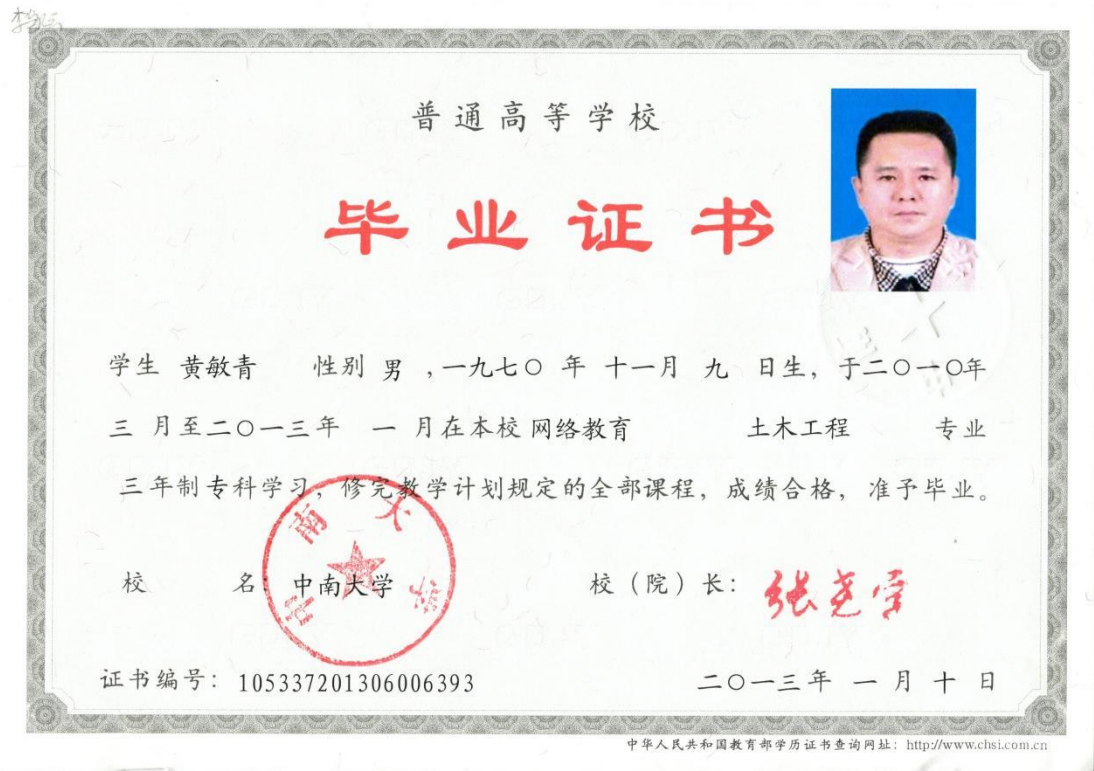 普通高等学校
毕业证书
学生 黄敏青 性别 男 ,一九七〇 年 十一月 九 日生, 于二〇一〇年
三 月至二〇一三年 一 月在本校 网络教育 土木工程 专业
三年制专科学习, 修完教学计划规定的全部课程, 成绩合格, 准予毕业。
校 名: 中南大学 校(院)长: 张尧学
中南大学
证书编号: 105337201306006393 二〇一三年 一 月 十 日
中华人民共和国教育部学历证书查询网址: http://www.chsi.com.cn